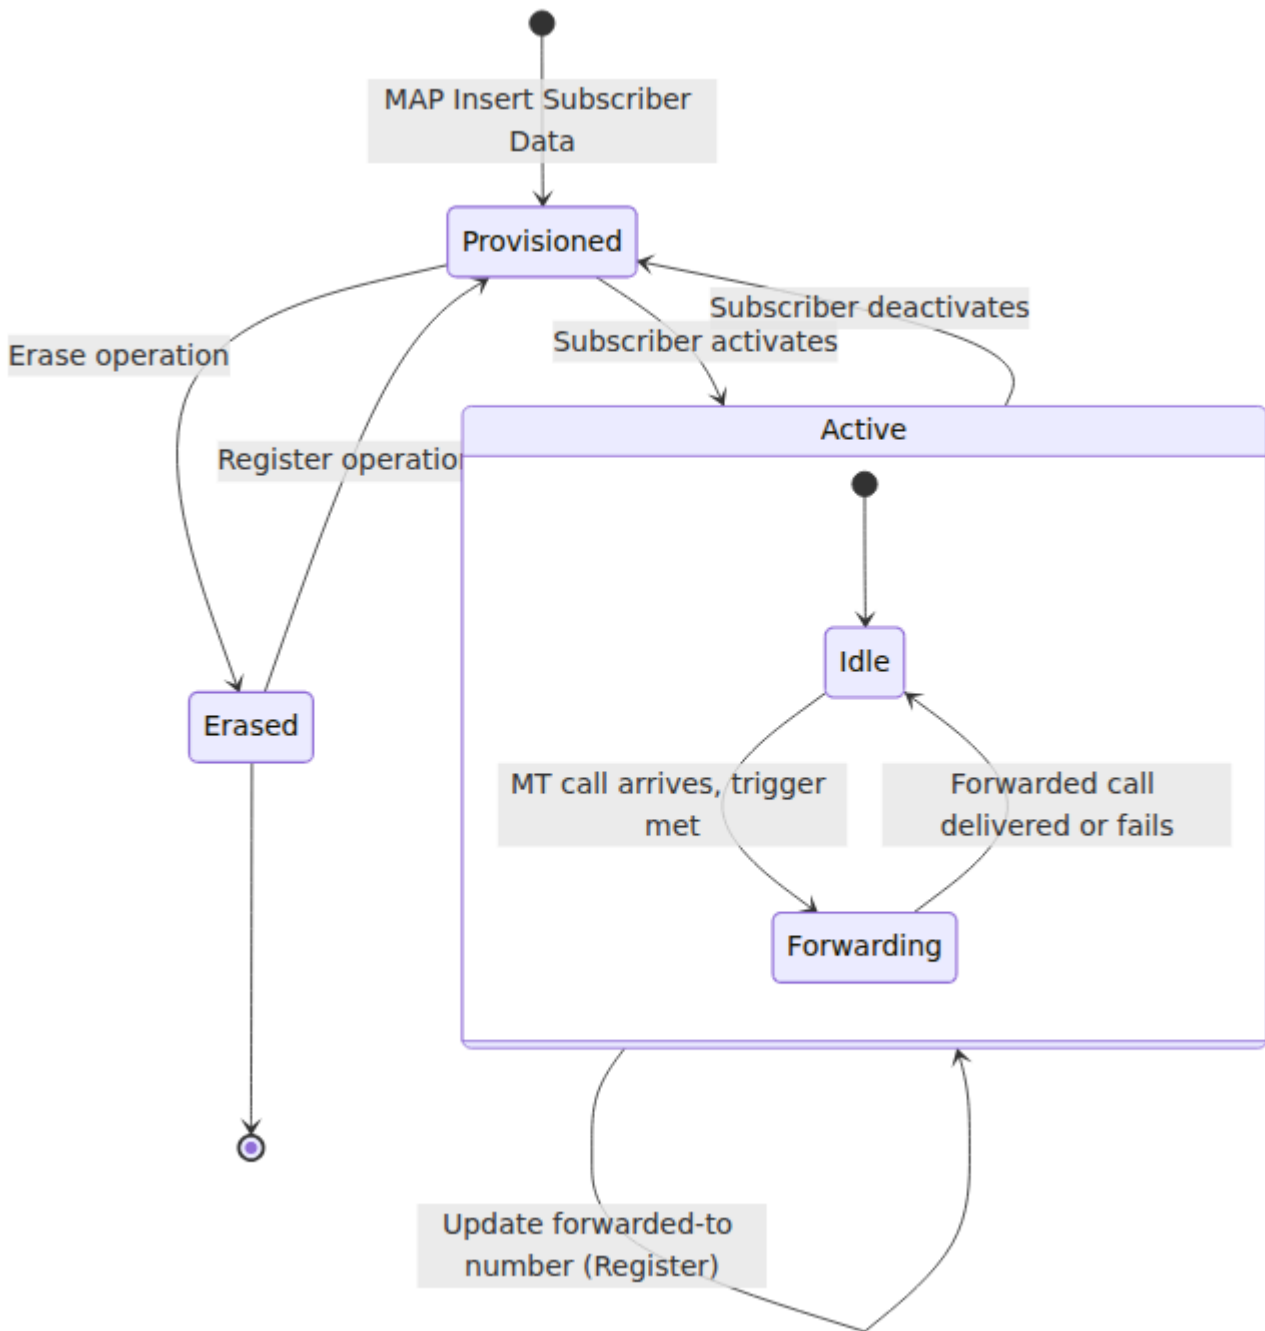 MAP Insert Subscriber
Data
Provisioned
Subscriber deactivates
Subscriber activates
Erase operation
Active
Register operation
Idle
Erased
MT call arrives, trigger
met
Forwarded call
delivered or fails
Forwarding
Update forwarded-to
number (Register)